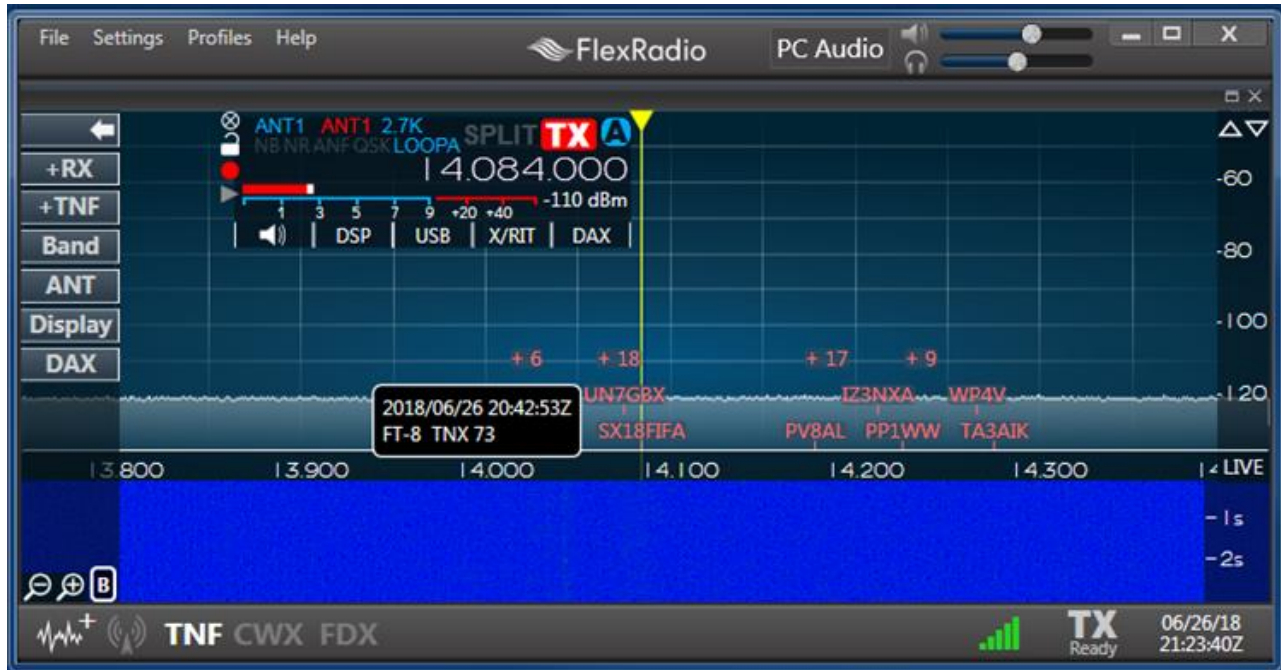 File Settings Profiles Help
FlexRadio
PC Audio
X
ANT1 ANT1 2.7K SPLIT TX A
NB NR ANF QSK LOOPA
14.084.000
1 3 5 7 9 +20 +40 -110 dBm
DSP USB X/RIT DAX
+RX
+TNF
Band
ANT
Display
DAX
-60
-80
-100
-120
+ 6 + 18 + 17 + 9
UN7GBX IZ3NXA WP4V
SX18FIFA PV8AL PP1WW TA3AIK
2018/06/26 20:42:53Z
FT-8 TNX 73
13.800 13.900 14.000 14.100 14.200 14.300 LIVE
-1s
-2s
B
TNF CWX FDX
TX
Ready
06/26/18
21:23:40Z